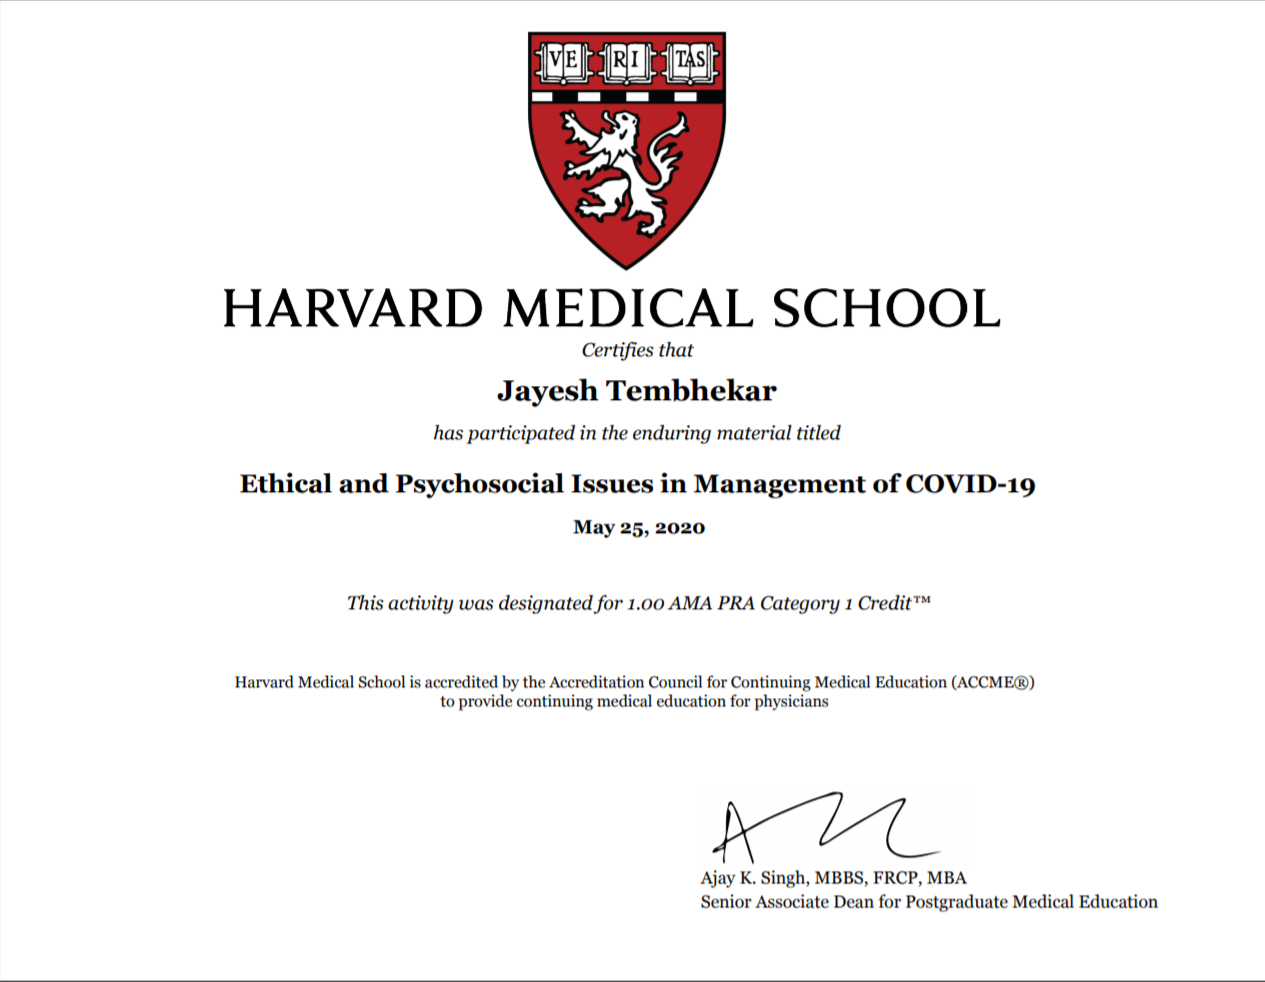 VE RI TAS
HARVARD MEDICAL SCHOOL
Certifies that
Jayesh Tembhekar
has participated in the enduring material titled
Ethical and Psychosocial Issues in Management of COVID-19
May 25, 2020
This activity was designated for 1.00 AMA PRA Category 1 Credit™
Harvard Medical School is accredited by the Accreditation Council for Continuing Medical Education (ACCME®)
to provide continuing medical education for physicians
Ajay K. Singh, MBBS, FRCP, MBA
Senior Associate Dean for Postgraduate Medical Education